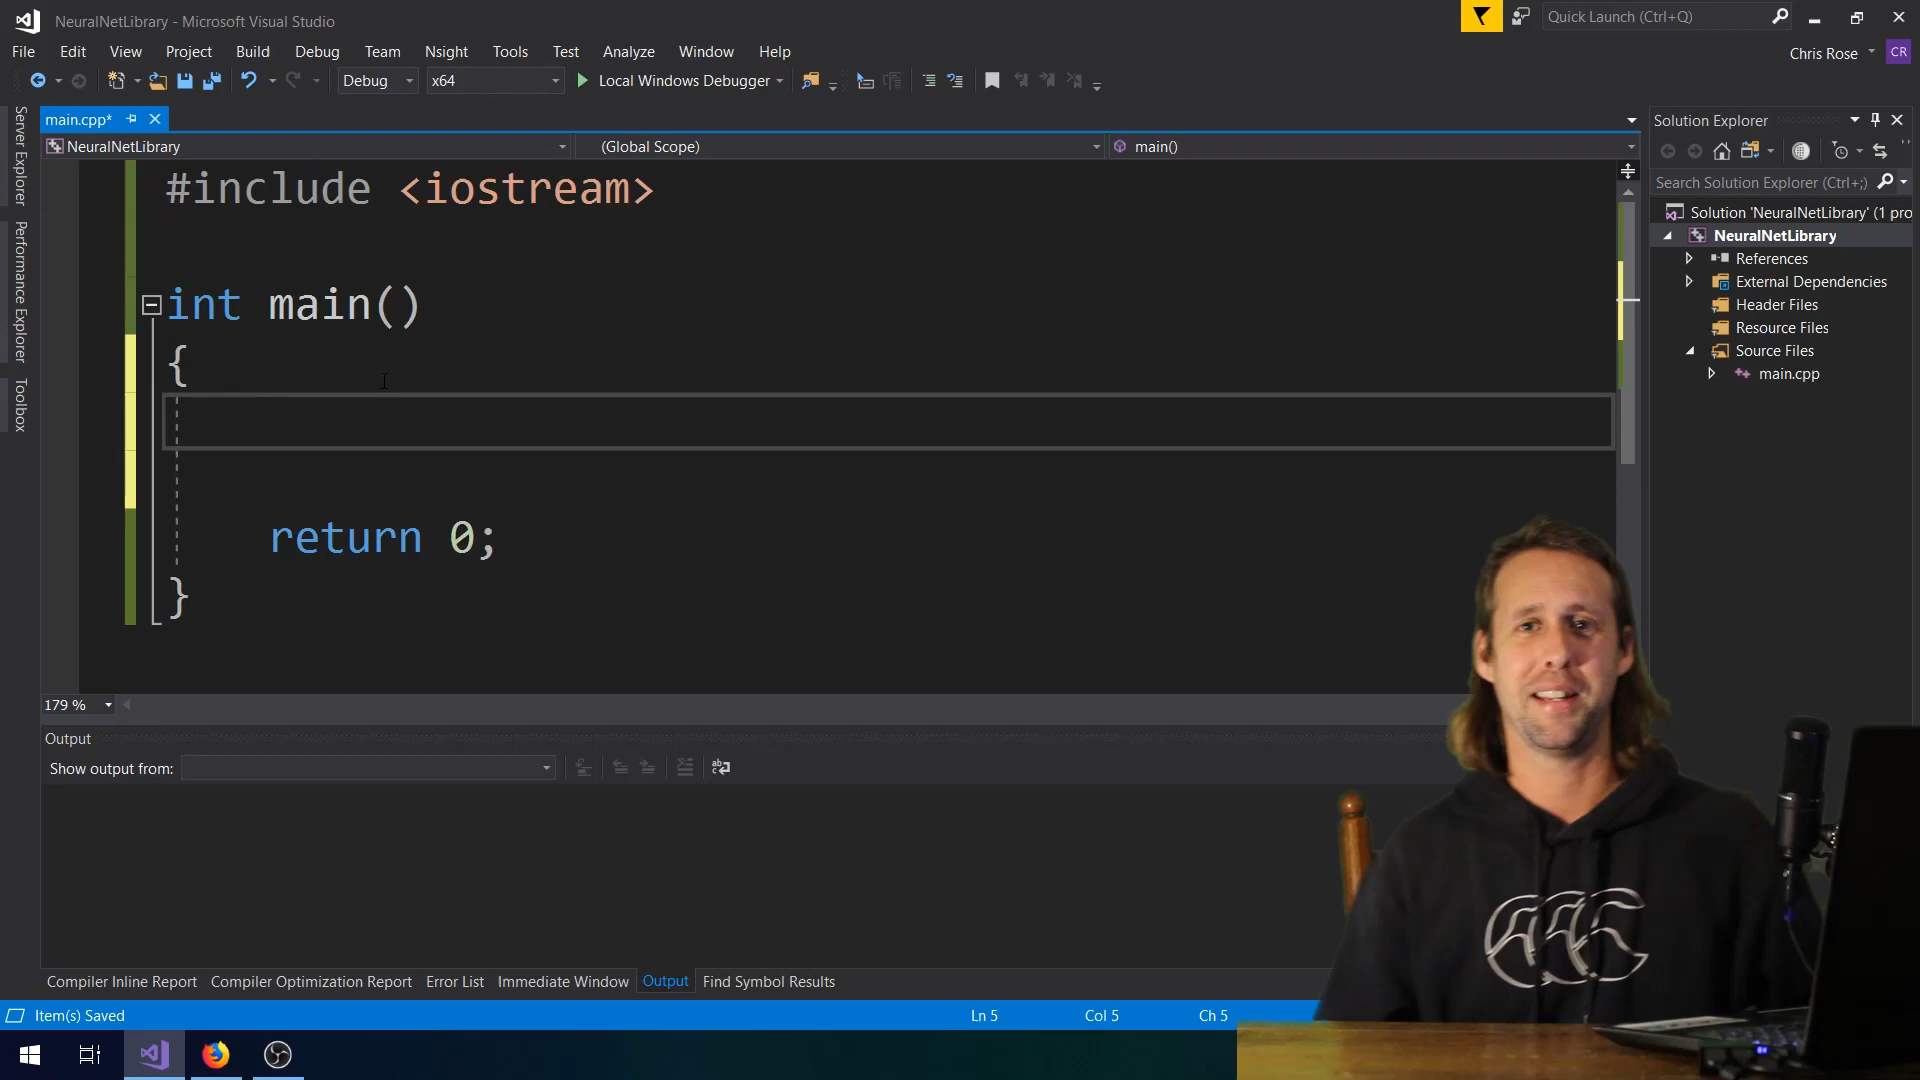 NeuralNetLibrary - Microsoft Visual Studio
Quick Launch (Ctrl+Q)
File Edit View Project Build Debug Team Nsight Tools Test Analyze Window Help
Chris Rose CR
Debug x64 Local Windows Debugger
Server Explorer
Performance Explorer
Toolbox
main.cpp*
NeuralNetLibrary (Global Scope) main()
#include <iostream>
int main()
{
return 0;
}
179 %
Output
Show output from:
Compiler Inline Report Compiler Optimization Report Error List Immediate Window Output Find Symbol Results
Item(s) Saved Ln 5 Col 5 Ch 5
Solution Explorer
Search Solution Explorer (Ctrl+;)
Solution 'NeuralNetLibrary' (1 pro
NeuralNetLibrary
References
External Dependencies
Header Files
Resource Files
Source Files
main.cpp
CCC